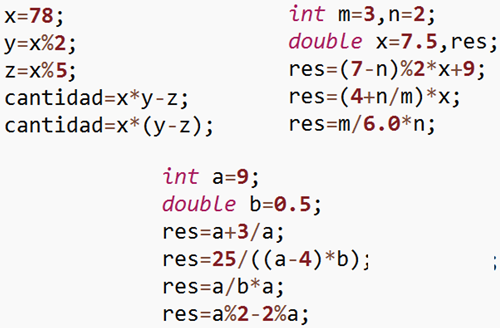 x=78;
y=x%2;
z=x%5;
cantidad=x*y-z;
cantidad=x*(y-z);
int m=3,n=2;
double x=7.5,res;
res=(7-n)%2*x+9;
res=(4+n/m)*x;
res=m/6.0*n;
int a=9;
double b=0.5;
res=a+3/a;
res=25/((a-4)*b);
;
res=a/b*a;
res=a%2-2%a;